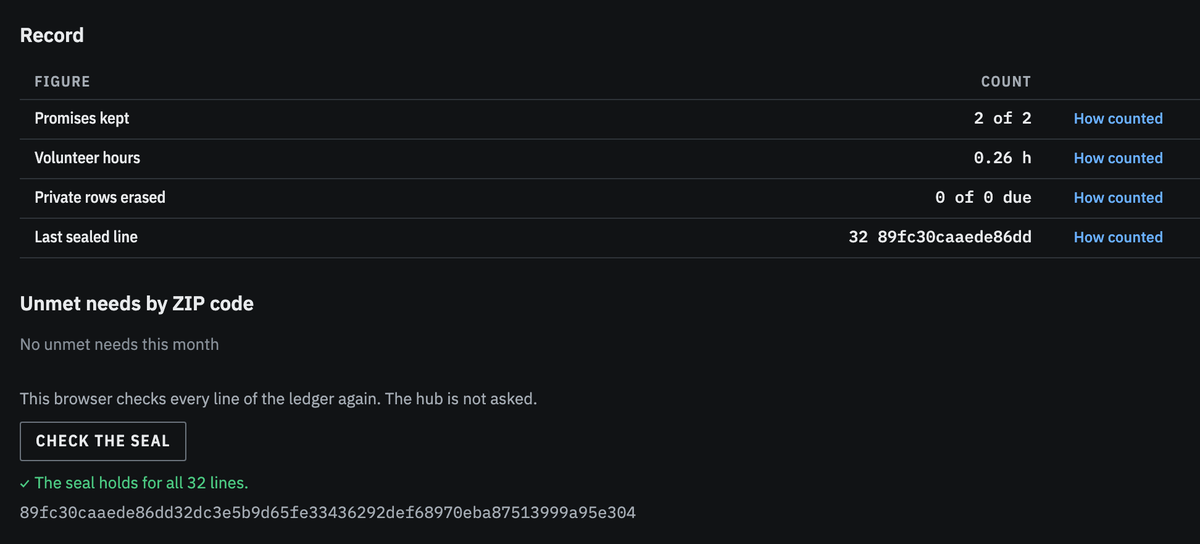 Record
FIGURE COUNT
Promises kept 2 of 2 How counted
Volunteer hours 0.26 h How counted
Private rows erased 0 of 0 due How counted
Last sealed line 32 89fc30caaede86dd How counted
Unmet needs by ZIP code
No unmet needs this month
This browser checks every line of the ledger again. The hub is not asked.
CHECK THE SEAL
✓ The seal holds for all 32 lines.
89fc30caaede86dd32dc3e5b9d65fe33436292def68970eba87513999a95e304